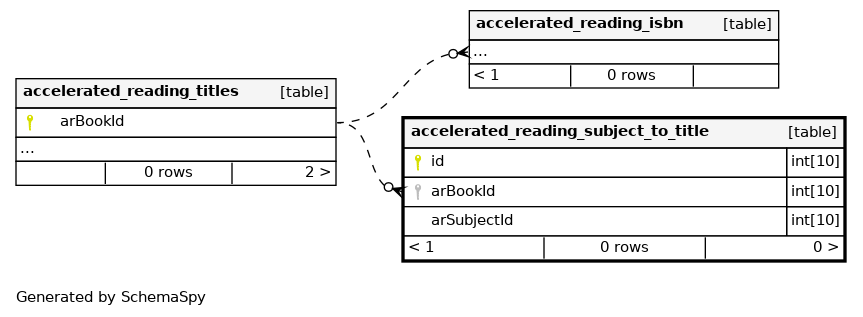 accelerated_reading_isbn [table]
...
< 1 0 rows
accelerated_reading_titles [table]
arBookId
...
0 rows 2 >
accelerated_reading_subject_to_title [table]
id int[10]
arBookId int[10]
arSubjectId int[10]
< 1 0 rows 0 >
Generated by SchemaSpy